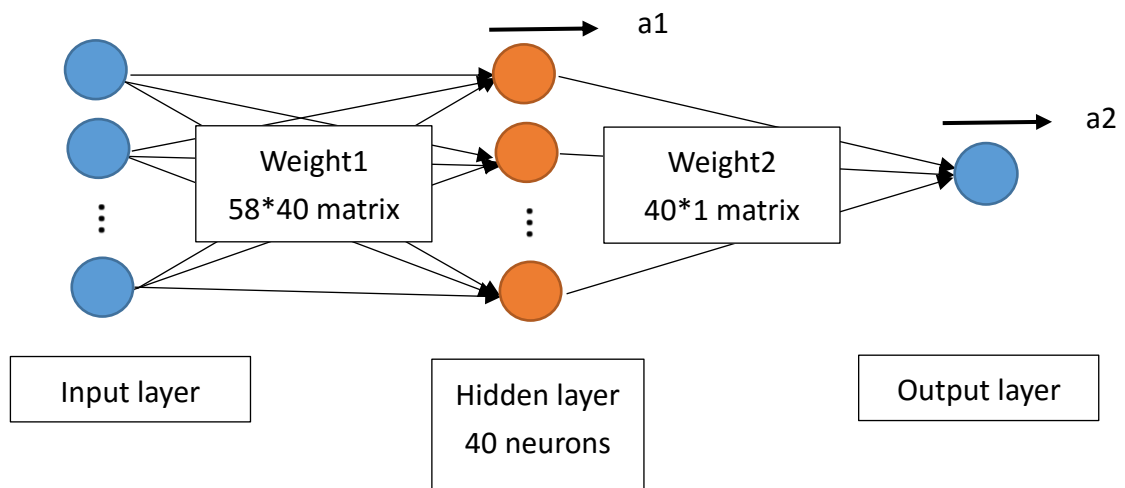 a1
a2
Weight1
58*40 matrix
Weight2
40*1 matrix
Input layer
Hidden layer
40 neurons
Output layer